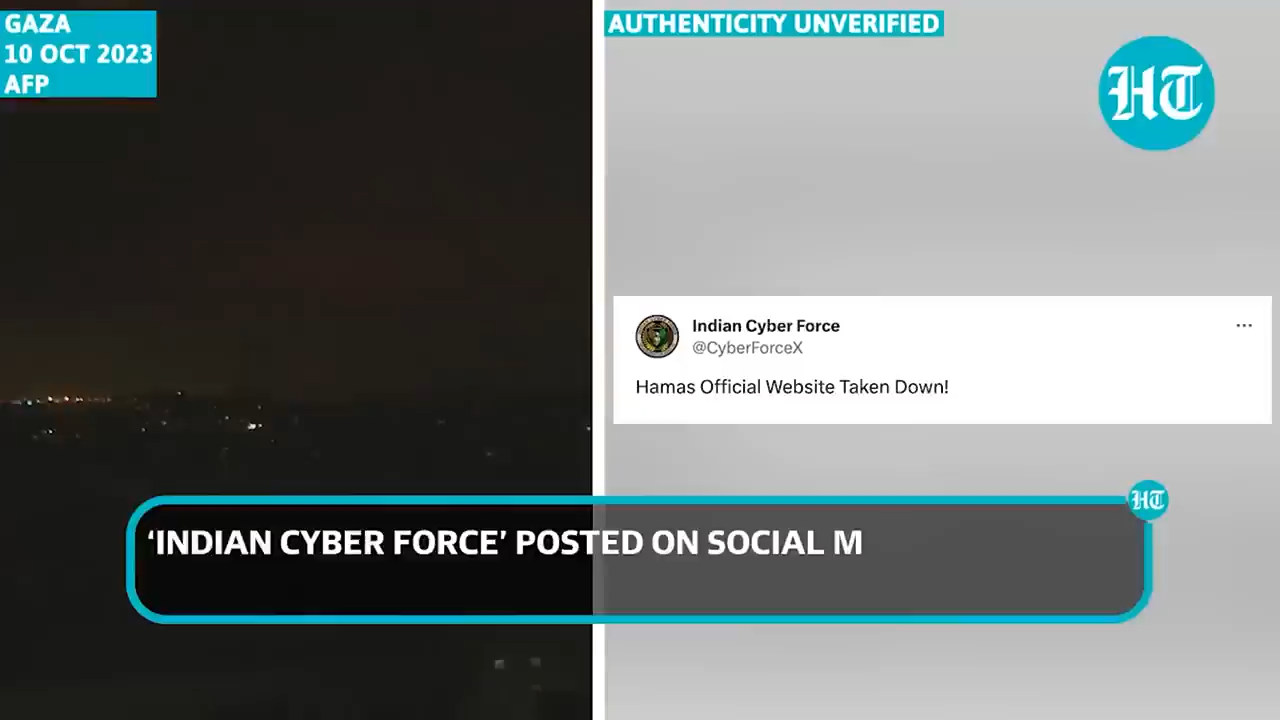 GAZA
10 OCT 2023
AFP
AUTHENTICITY UNVERIFIED
HT
Indian Cyber Force
@CyberForceX
Hamas Official Website Taken Down!
HT
‘INDIAN CYBER FORCE’ POSTED ON SOCIAL M